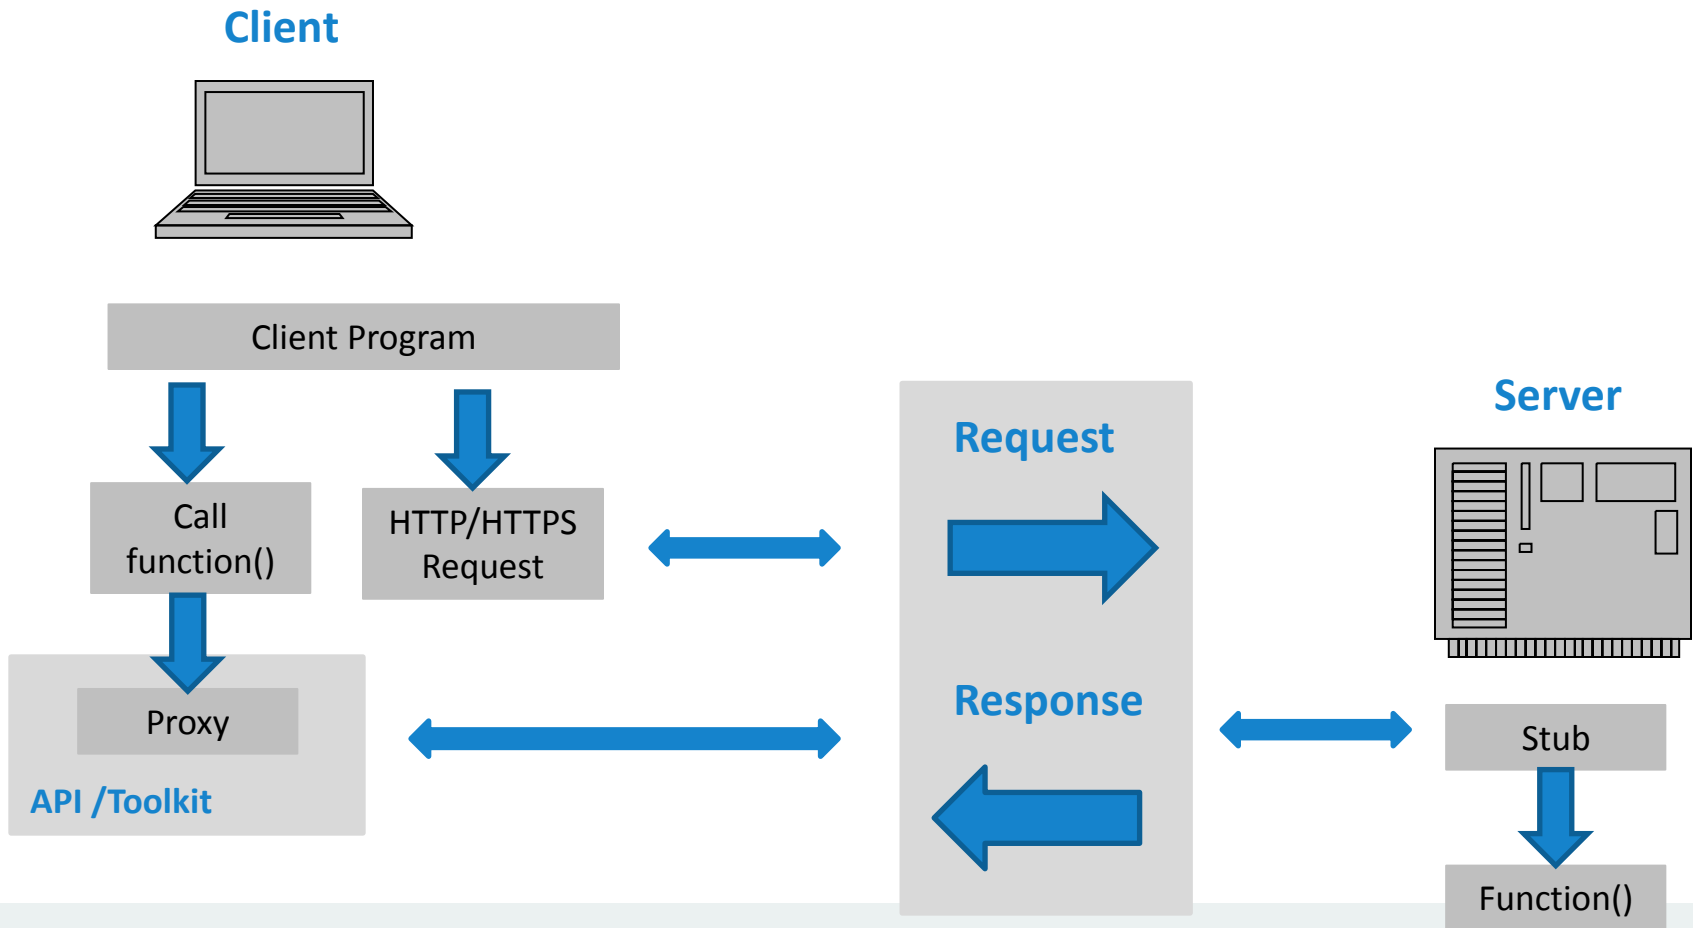 Client
Client Program
Call
function()
HTTP/HTTPS
Request
Proxy
API /Toolkit
Request
Response
Server
Stub
Function()